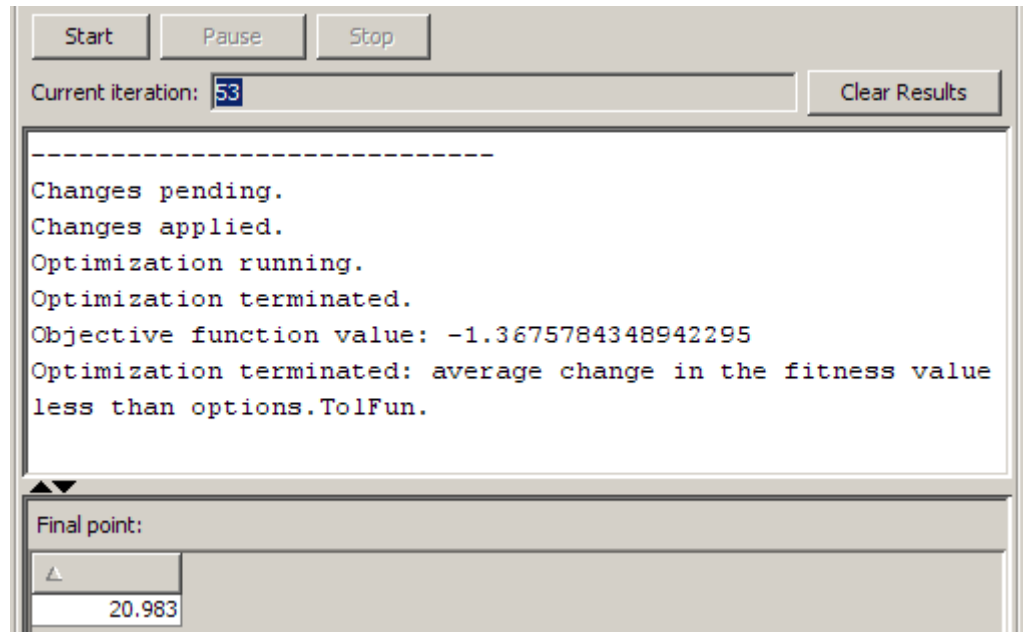 Start Pause Stop
Current iteration: 53 Clear Results
------------------------------
Changes pending.
Changes applied.
Optimization running.
Optimization terminated.
Objective function value: -1.3675784348942295
Optimization terminated: average change in the fitness value
less than options.TolFun.
Final point:
20.983